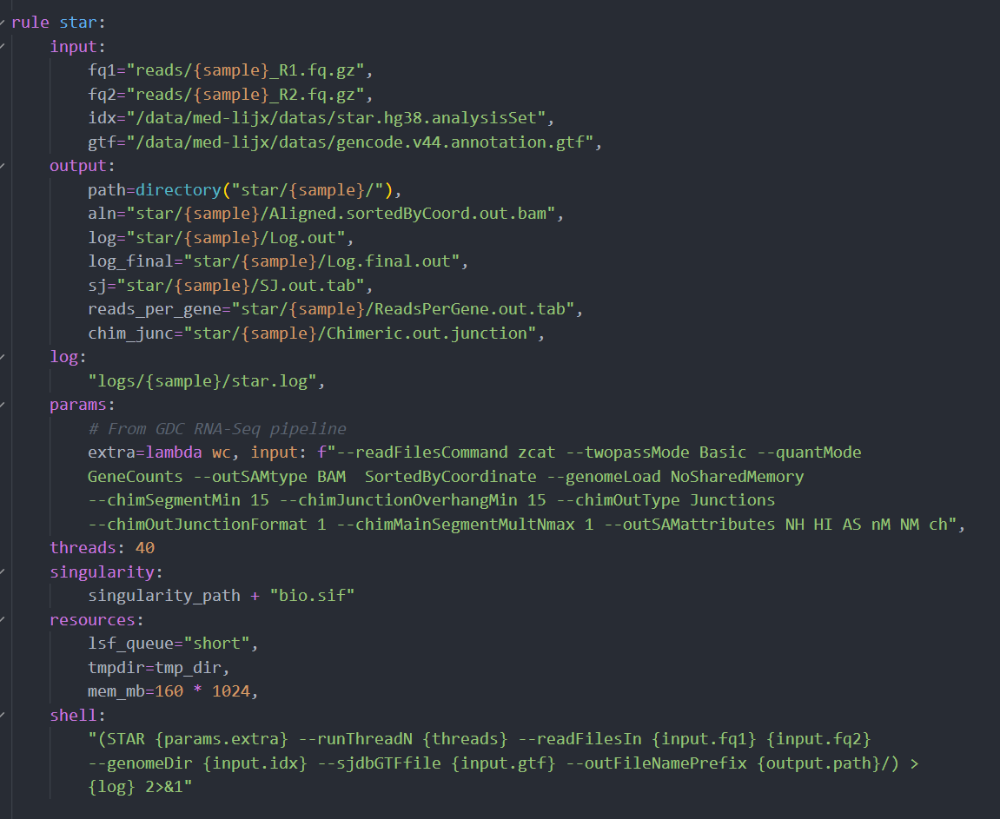 rule star:
    input:
        fq1="reads/{sample}_R1.fq.gz",
        fq2="reads/{sample}_R2.fq.gz",
        idx="/data/med-lijx/datas/star.hg38.analysisSet",
        gtf="/data/med-lijx/datas/gencode.v44.annotation.gtf",
    output:
        path=directory("star/{sample}/"),
        aln="star/{sample}/Aligned.sortedByCoord.out.bam",
        log="star/{sample}/Log.out",
        log_final="star/{sample}/Log.final.out",
        sj="star/{sample}/SJ.out.tab",
        reads_per_gene="star/{sample}/ReadsPerGene.out.tab",
        chim_junc="star/{sample}/Chimeric.out.junction",
    log:
        "logs/{sample}/star.log",
    params:
        # From GDC RNA-Seq pipeline
        extra=lambda wc, input: f"--readFilesCommand zcat --twopassMode Basic --quantMode
        GeneCounts --outSAMtype BAM  SortedByCoordinate --genomeLoad NoSharedMemory
        --chimSegmentMin 15 --chimJunctionOverhangMin 15 --chimOutType Junctions
        --chimOutJunctionFormat 1 --chimMainSegmentMultNmax 1 --outSAMattributes NH HI AS nM NM ch",
    threads: 40
    singularity:
        singularity_path + "bio.sif"
    resources:
        lsf_queue="short",
        tmpdir=tmp_dir,
        mem_mb=160 * 1024,
    shell:
        "(STAR {params.extra} --runThreadN {threads} --readFilesIn {input.fq1} {input.fq2}
        --genomeDir {input.idx} --sjdbGTFfile {input.gtf} --outFileNamePrefix {output.path}/) >
        {log} 2>&1"